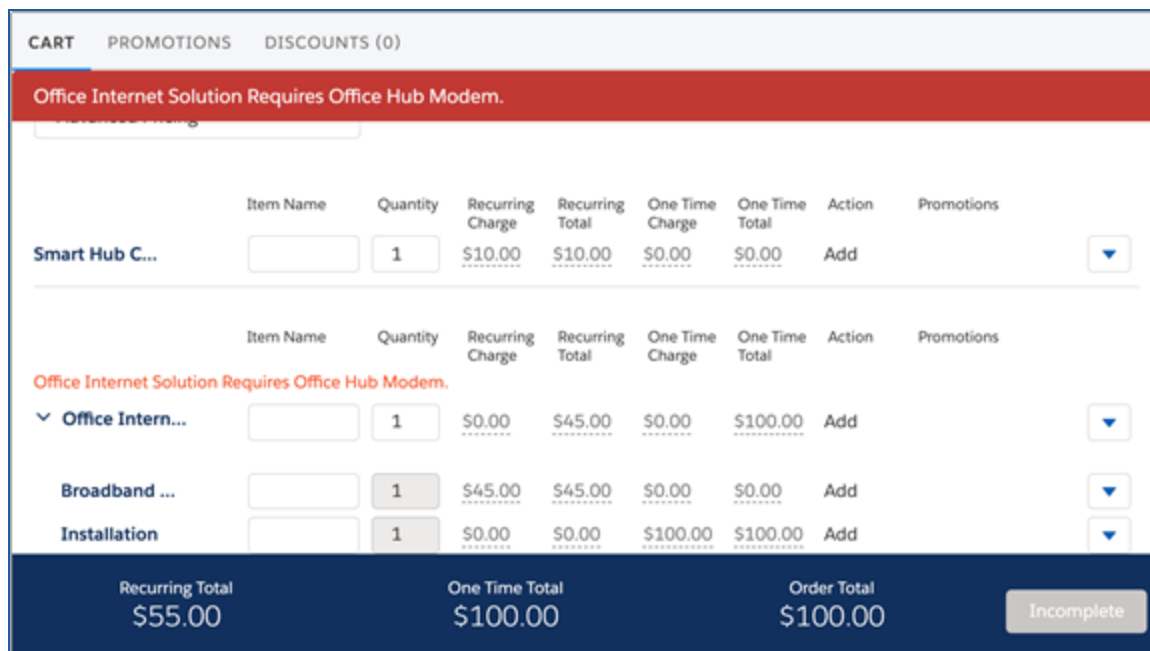 CART PROMOTIONS DISCOUNTS (0)
Office Internet Solution Requires Office Hub Modem.
Advanced Pricing
Item Name Quantity Recurring Charge Recurring Total One Time Charge One Time Total Action Promotions
Smart Hub C... 1 $10.00 $10.00 $0.00 $0.00 Add
Item Name Quantity Recurring Charge Recurring Total One Time Charge One Time Total Action Promotions
Office Internet Solution Requires Office Hub Modem.
Office Intern... 1 $0.00 $45.00 $0.00 $100.00 Add
Broadband ... 1 $45.00 $45.00 $0.00 $0.00 Add
Installation 1 $0.00 $0.00 $100.00 $100.00 Add
Recurring Total One Time Total Order Total
$55.00 $100.00 $100.00 Incomplete